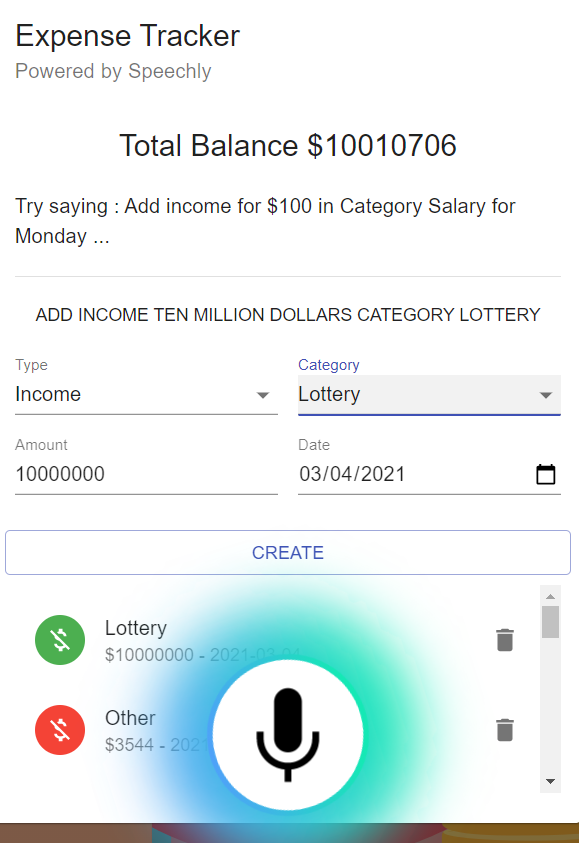 Expense Tracker
Powered by Speechly
Total Balance $10010706
Try saying : Add income for $100 in Category Salary for
Monday ...
ADD INCOME TEN MILLION DOLLARS CATEGORY LOTTERY
Type
Category
Income
Lottery
Amount
Date
10000000
03/04/2021
CREATE
Lottery
$10000000 - 2021-03-04
Other
$3544 - 202